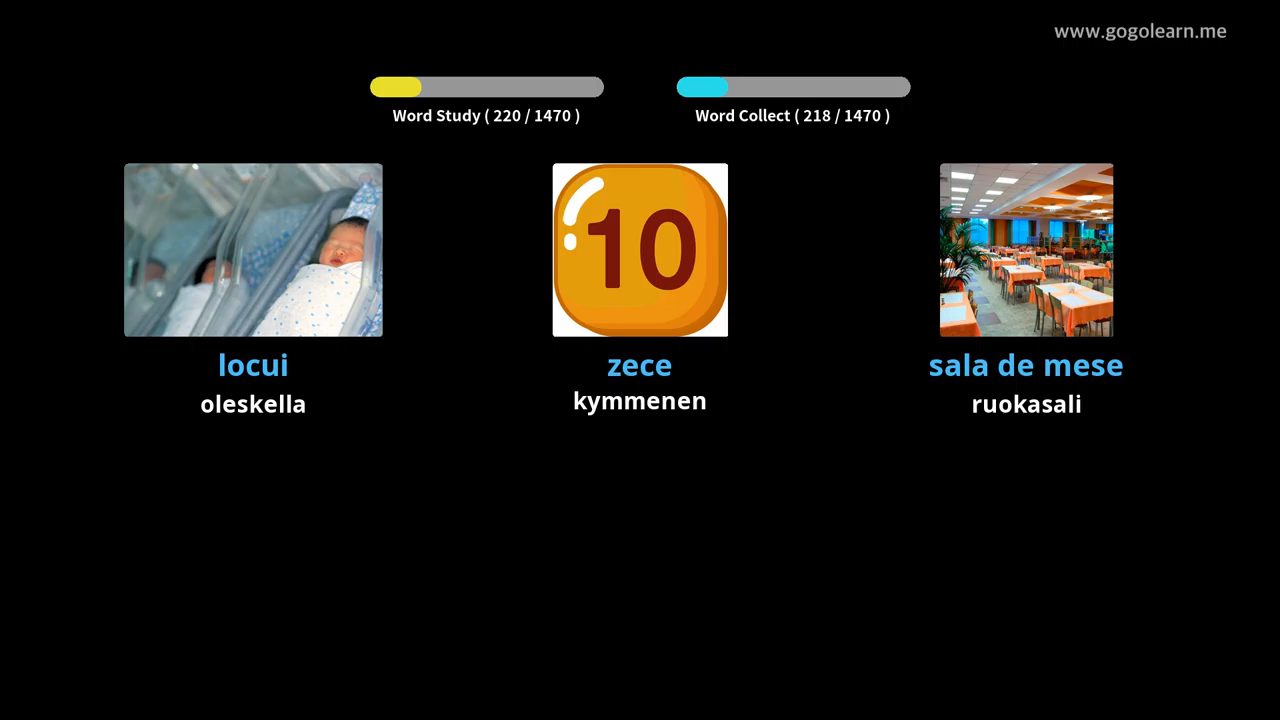 www.gogolearn.me
Word Study ( 220 / 1470 )
Word Collect ( 218 / 1470 )
10
locui
zece
sala de mese
oleskella
kymmenen
ruokasali